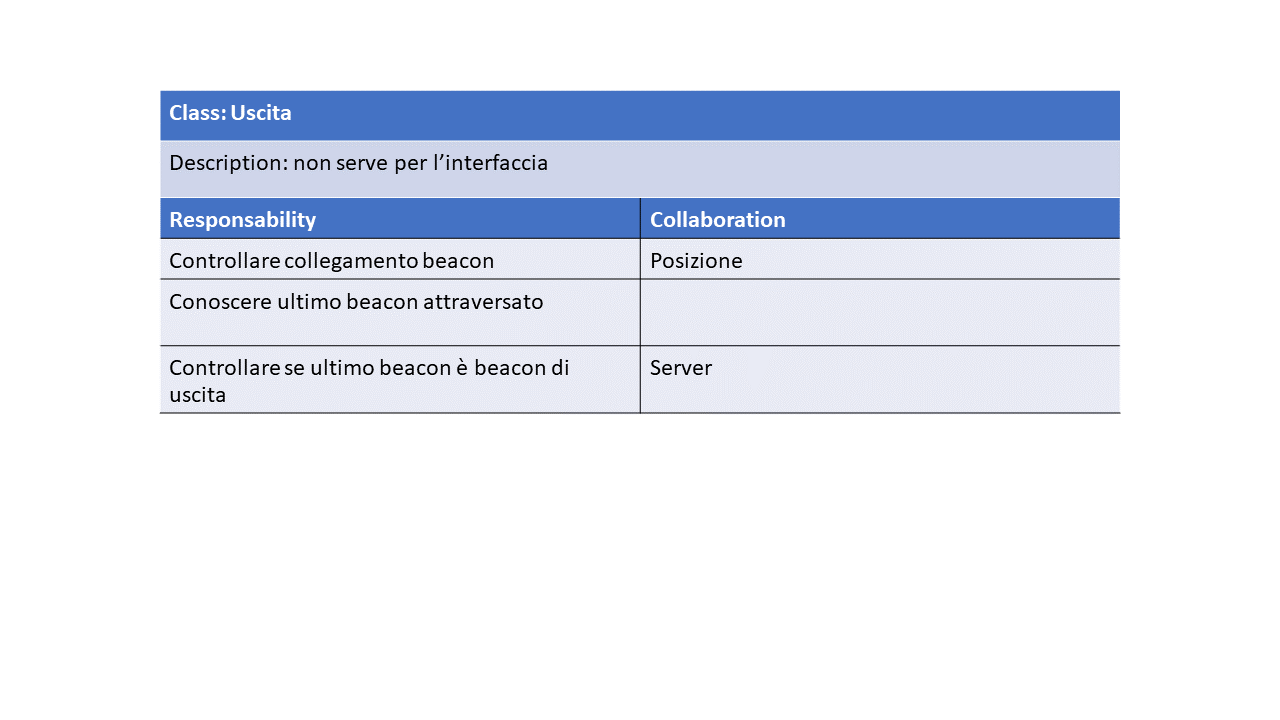 Class: Uscita
Description: non serve per l’interfaccia
Responsability
Collaboration
Controllare collegamento beacon
Posizione
Conoscere ultimo beacon attraversato
Controllare se ultimo beacon è beacon di
uscita
Server